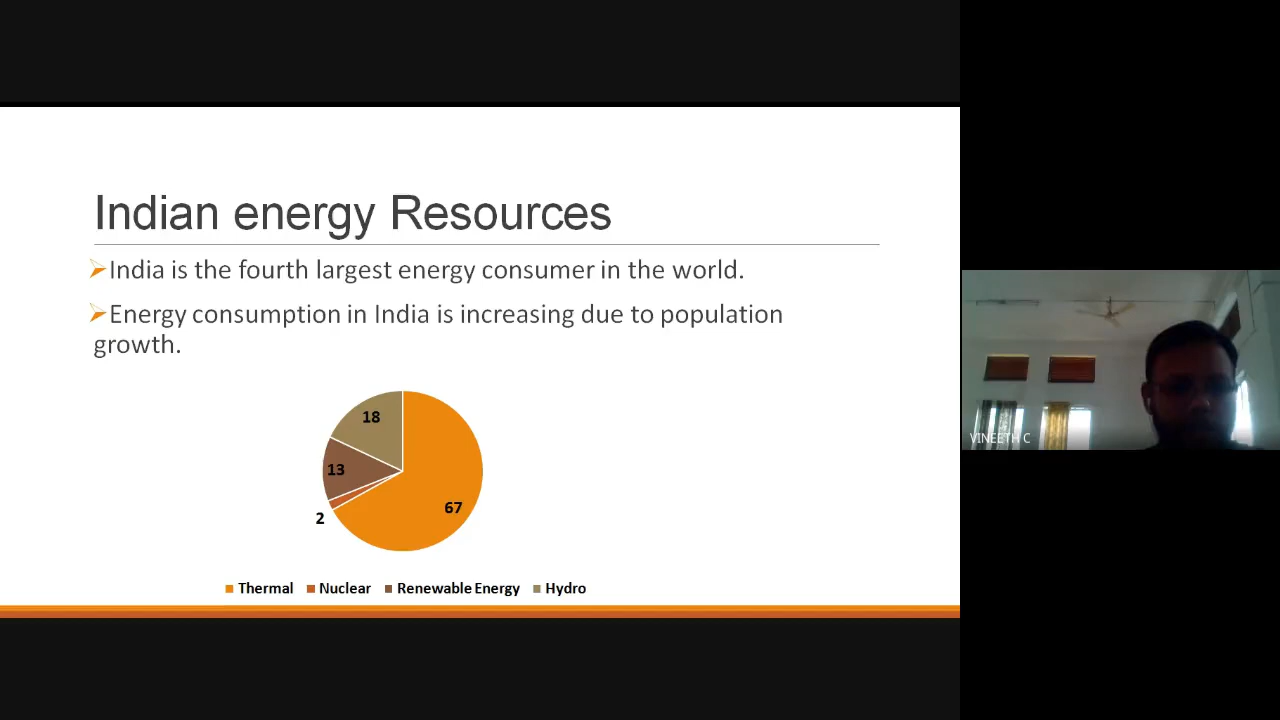 Indian energy Resources
India is the fourth largest energy consumer in the world.
Energy consumption in India is increasing due to population
growth.
18
13
2
67
Thermal Nuclear Renewable Energy Hydro
VINEETH C